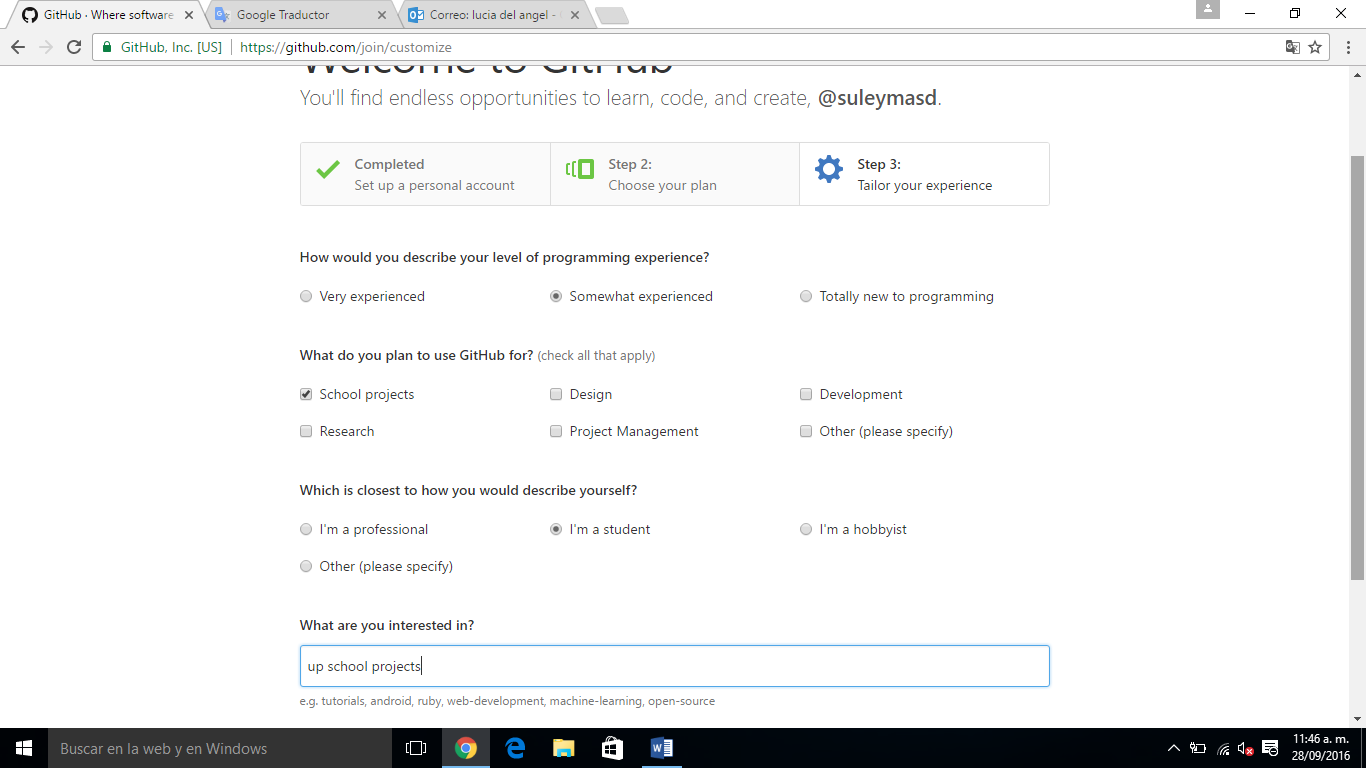 GitHub · Where software
Google Traductor
Correo: lucia del angel -
GitHub, Inc. [US] https://github.com/join/customize
Welcome to GitHub
You'll find endless opportunities to learn, code, and create, @suleymasd.
Completed
Set up a personal account
Step 2:
Choose your plan
Step 3:
Tailor your experience
How would you describe your level of programming experience?
Very experienced
Somewhat experienced
Totally new to programming
What do you plan to use GitHub for? (check all that apply)
School projects
Design
Development
Research
Project Management
Other (please specify)
Which is closest to how you would describe yourself?
I'm a professional
I'm a student
I'm a hobbyist
Other (please specify)
What are you interested in?
up school projects
e.g. tutorials, android, ruby, web-development, machine-learning, open-source
Buscar en la web y en Windows
11:46 a. m.
28/09/2016